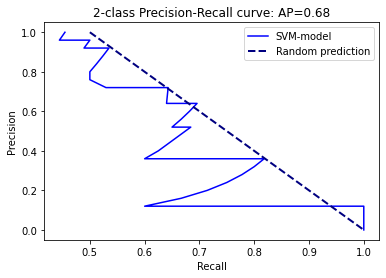 2-class Precision-Recall curve: AP=0.68
SVM-model
Random prediction
Precision
1.0
0.8
0.6
0.4
0.2
0.0
0.5
0.6
0.7
0.8
0.9
1.0
Recall